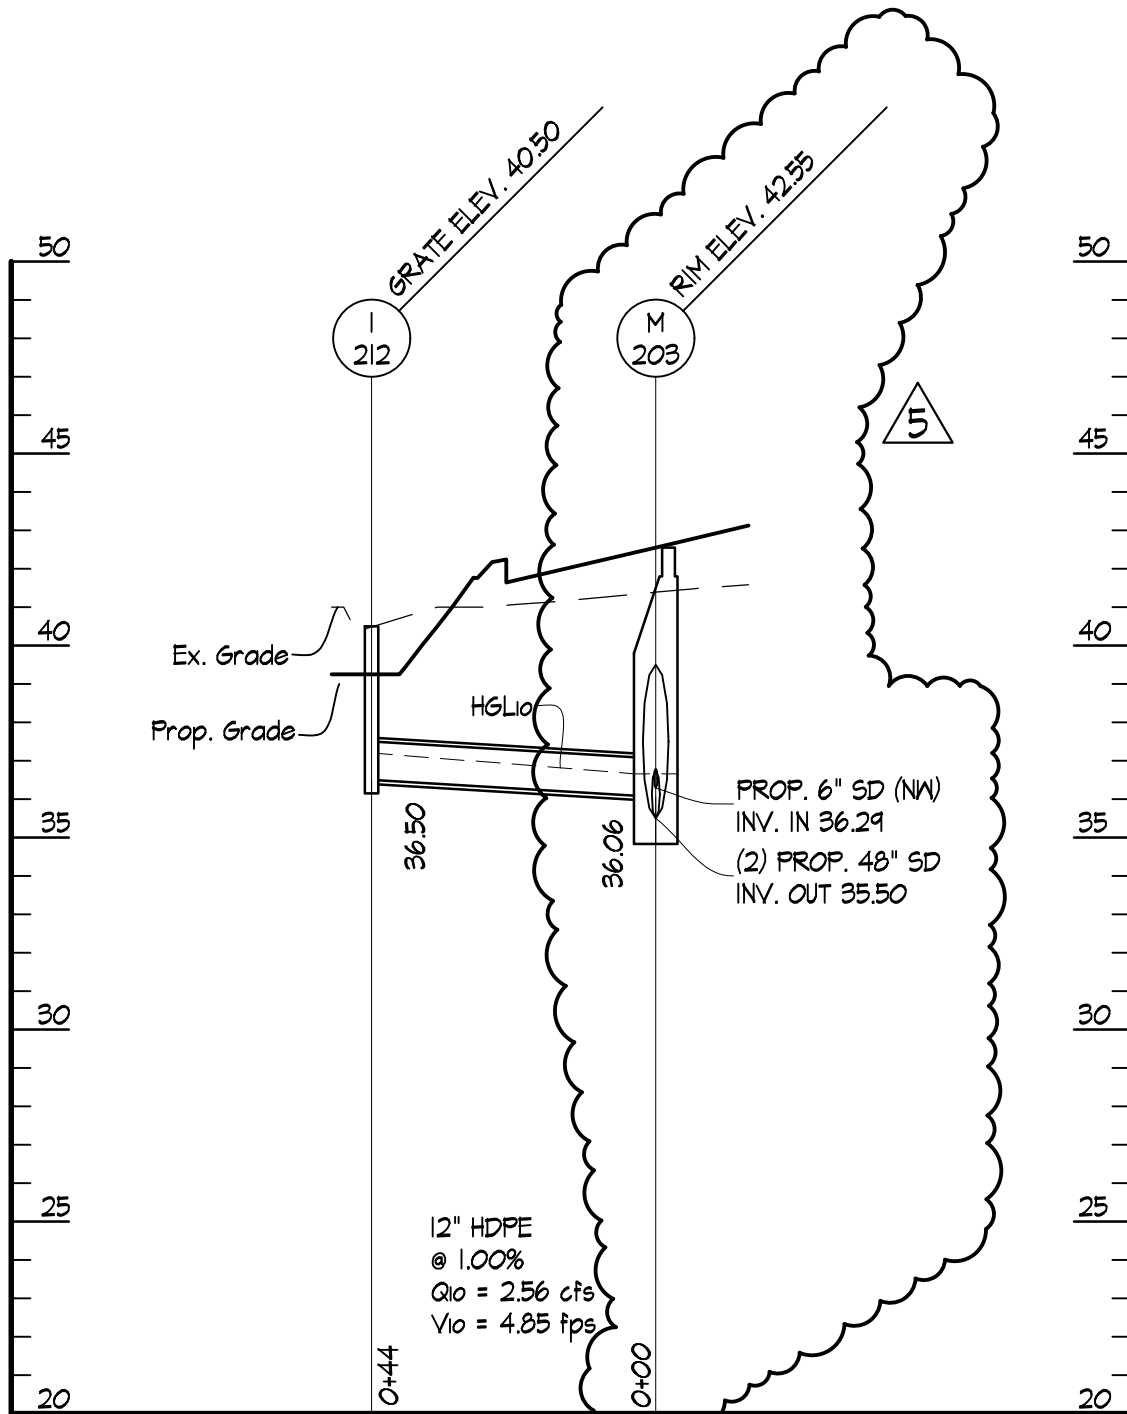 GRATE ELEV. 40.50
RIM ELEV. 42.55
50
50
I
212
M
203
5
45
45
40
40
Ex. Grade
Prop. Grade
HGL10
PROP. 6" SD (NW)
INV. IN 36.29
(2) PROP. 48" SD
INV. OUT 35.50
36.50
36.06
35
35
30
30
25
25
12" HDPE
@ 1.00%
Q10 = 2.56 cfs
V10 = 4.85 fps
0+44
0+00
20
20